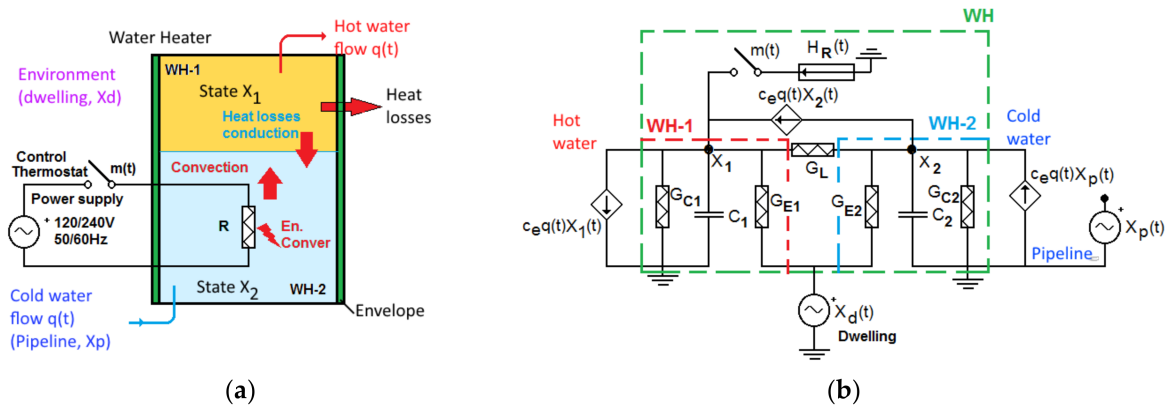 Hot water
flow q(t)
Water Heater
WH-1
Environment
(dwelling, Xd)
State X1
Heat
losses
Heat losses
conduction
Control
Thermostat
m(t)
Convection
Power supply
+ 120/240V
50/60Hz
R
En.
Conver
Cold water
flow q(t)
(Pipeline, Xp)
State X2
WH-2
Envelope
(a)
WH
m(t)
HR(t)
ceq(t)X2(t)
Hot
water
WH-1
WH-2
Cold
water
X1
GL
X2
GC1
C1
GE1
GE2
C2
GC2
ceq(t)Xp(t)
ceq(t)X1(t)
+
Xp(t)
Pipeline
+
Xd(t)
Dwelling
(b)